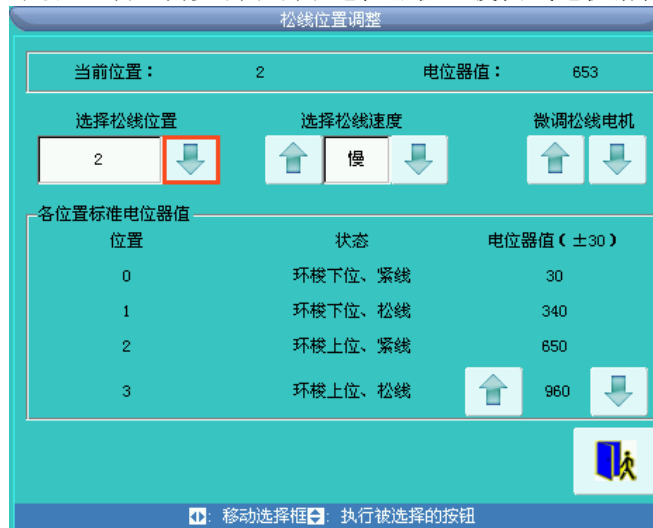 松线位置调整
当前位置： 2 电位器值： 653
选择松线位置 选择松线速度 微调松线电机
2 慢
各位置标准电位器值
位置 状态 电位器值（±30）
0 环梭下位、紧线 30
1 环梭下位、松线 340
2 环梭上位、紧线 650
3 环梭上位、松线 960
: 移动选择框 : 执行被选择的按钮